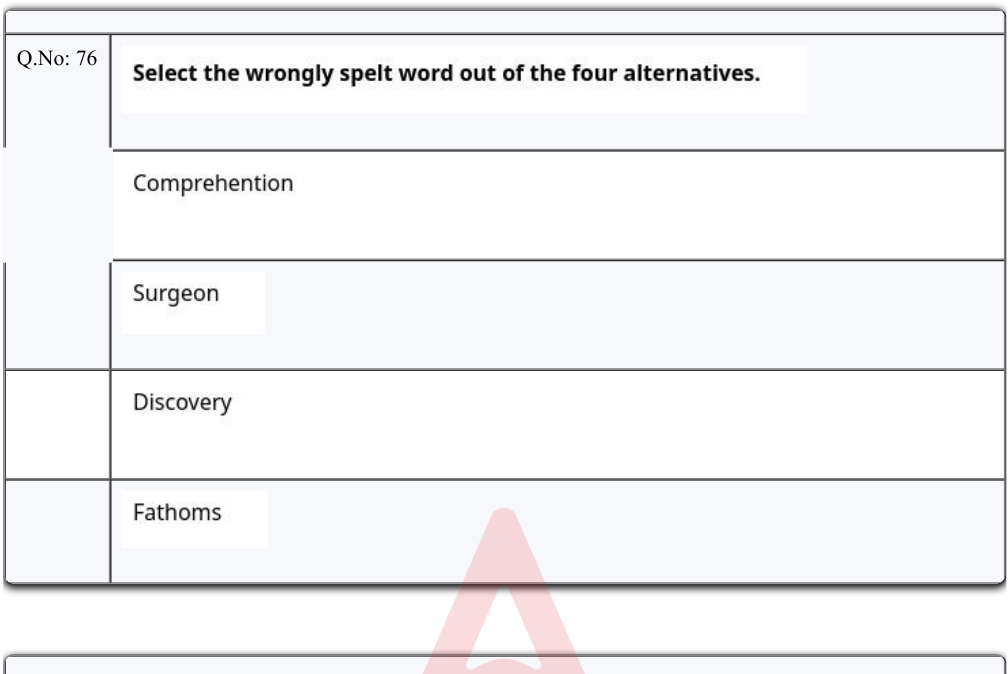 Q.No: 76
Select the wrongly spelt word out of the four alternatives.
Comprehention
Surgeon
Discovery
Fathoms